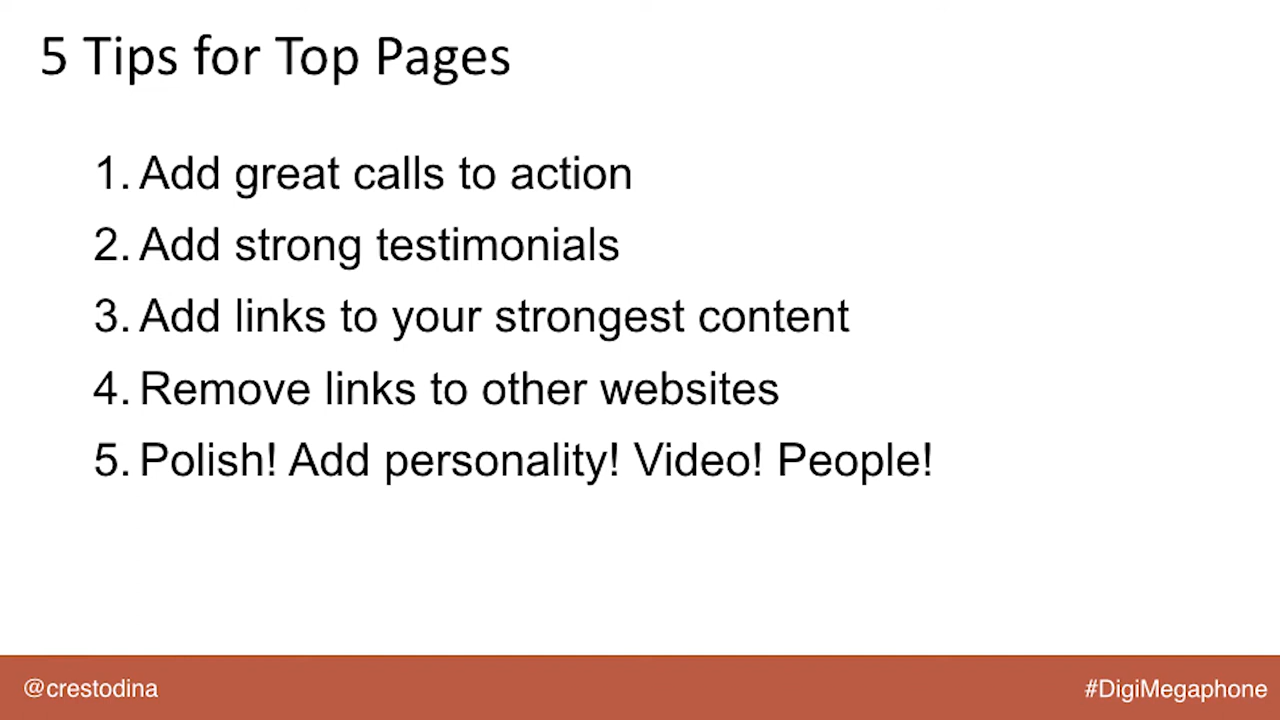 5 Tips for Top Pages
1. Add great calls to action
2. Add strong testimonials
3. Add links to your strongest content
4. Remove links to other websites
5. Polish! Add personality! Video! People!
@crestodina
#DigiMegaphone